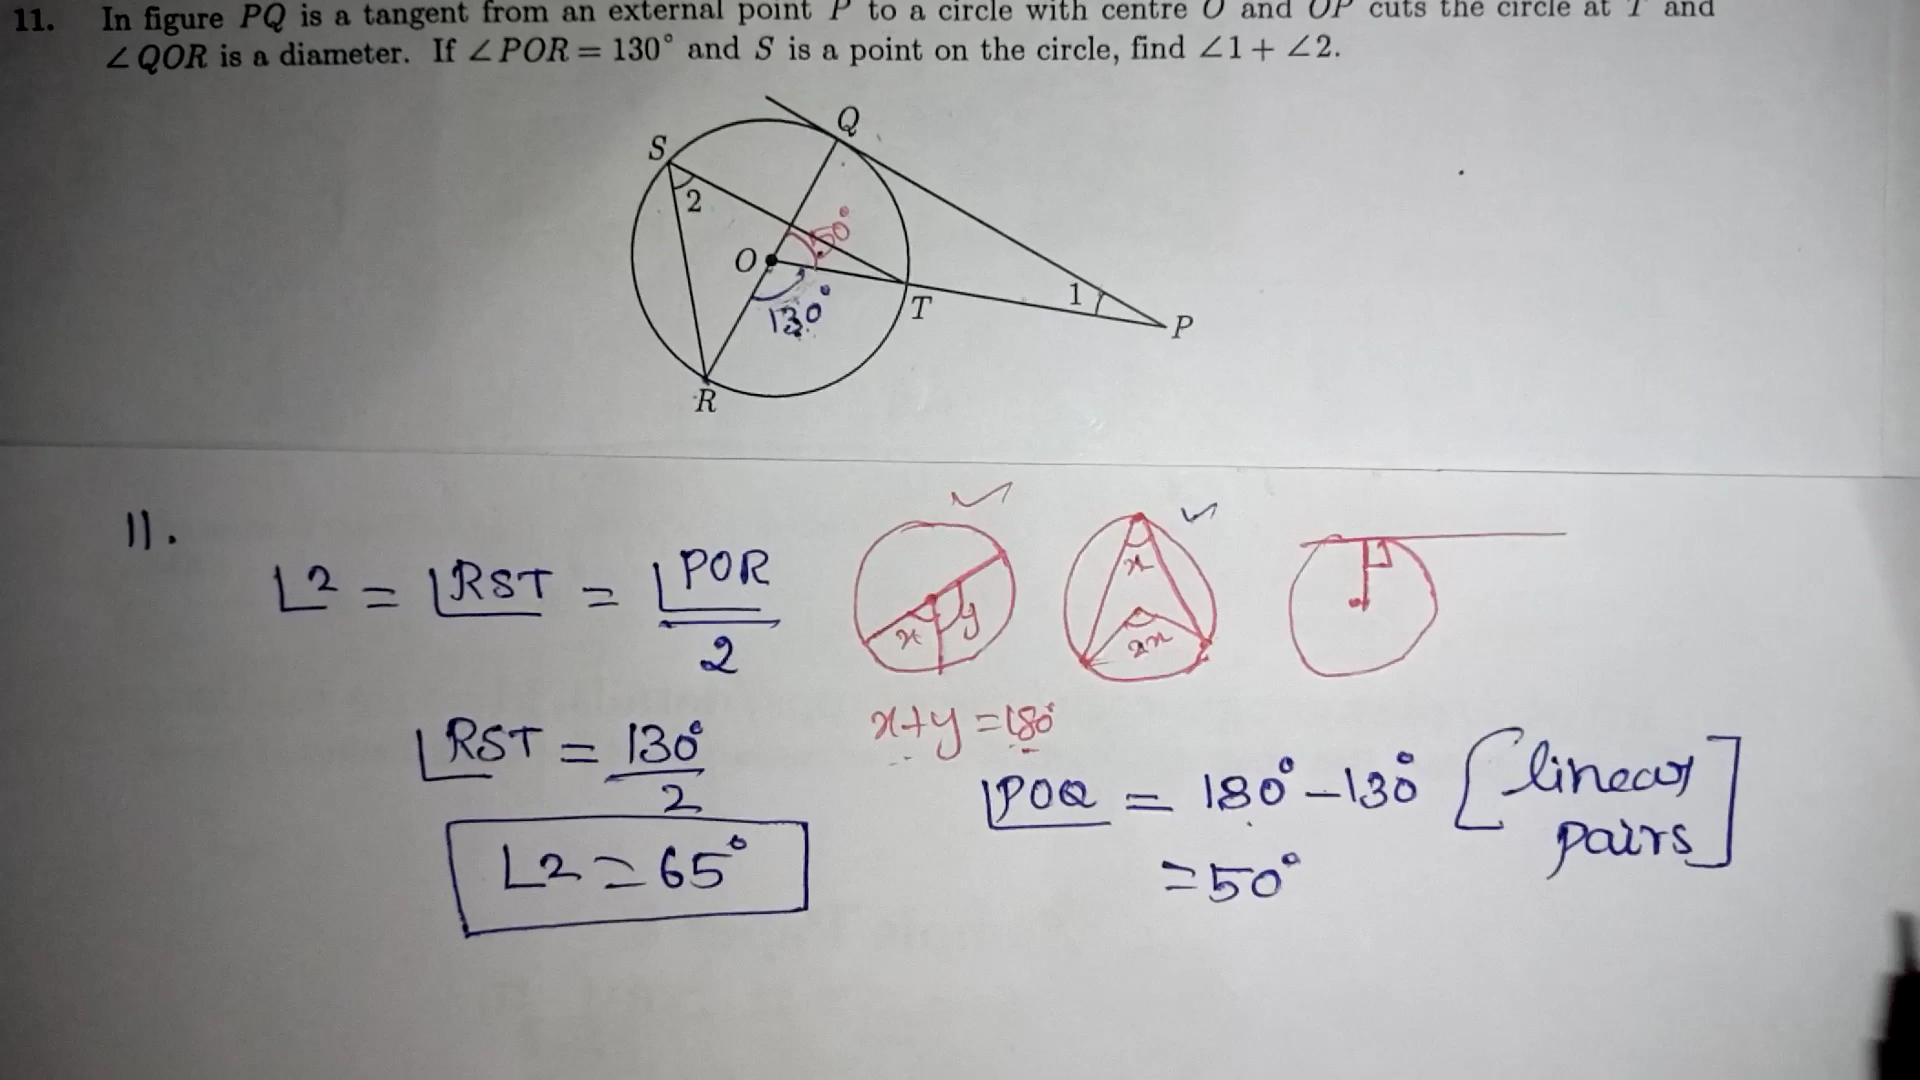 11. In figure PQ is a tangent from an external point P to a circle with centre O and OP cuts the circle at T and
∠QOR is a diameter. If ∠POR = 130° and S is a point on the circle, find ∠1 + ∠2.
Q
S
2
50°
O
1
130°
T
P
R
11.
∠2 = ∠RST = ∠POR/2
x y
x
2x
∠RST = 130°/2
x+y=180°
∠POQ = 180° - 130° [linear pairs]
∠2 = 65°
= 50°